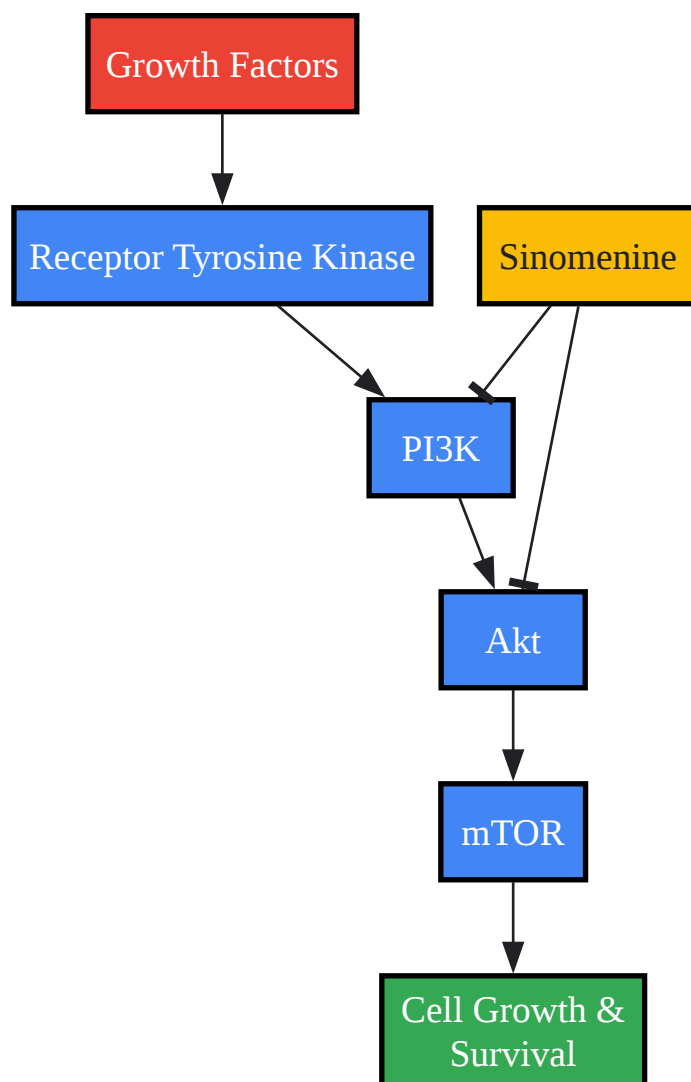 Growth Factors
Receptor Tyrosine Kinase
Sinomenine
PI3K
Akt
mTOR
Cell Growth &
Survival